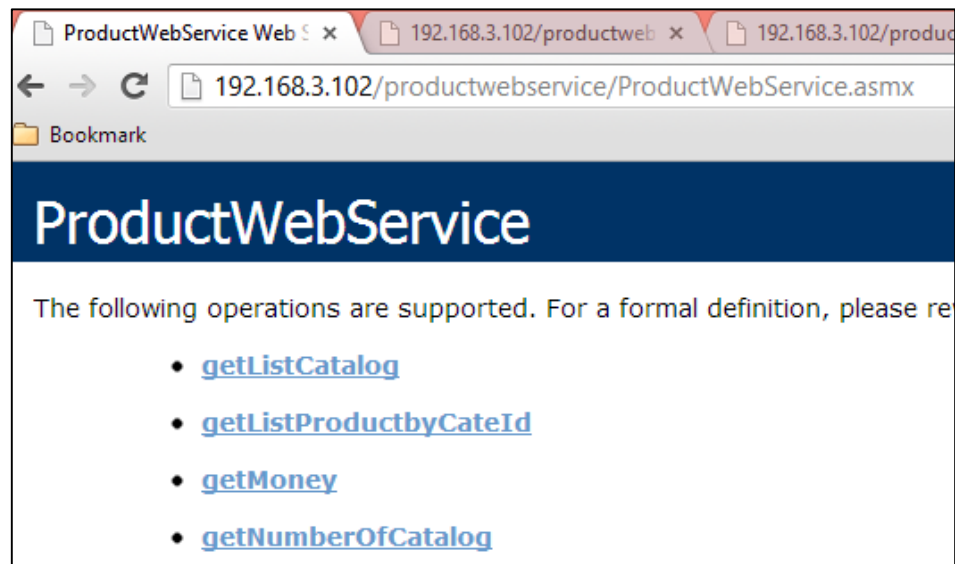 ProductWebService Web S
192.168.3.102/productweb
192.168.3.102/produc
192.168.3.102/productwebservice/ProductWebService.asmx
Bookmark
ProductWebService
The following operations are supported. For a formal definition, please re
getListCatalog
getListProductbyCateId
getMoney
getNumberOfCatalog